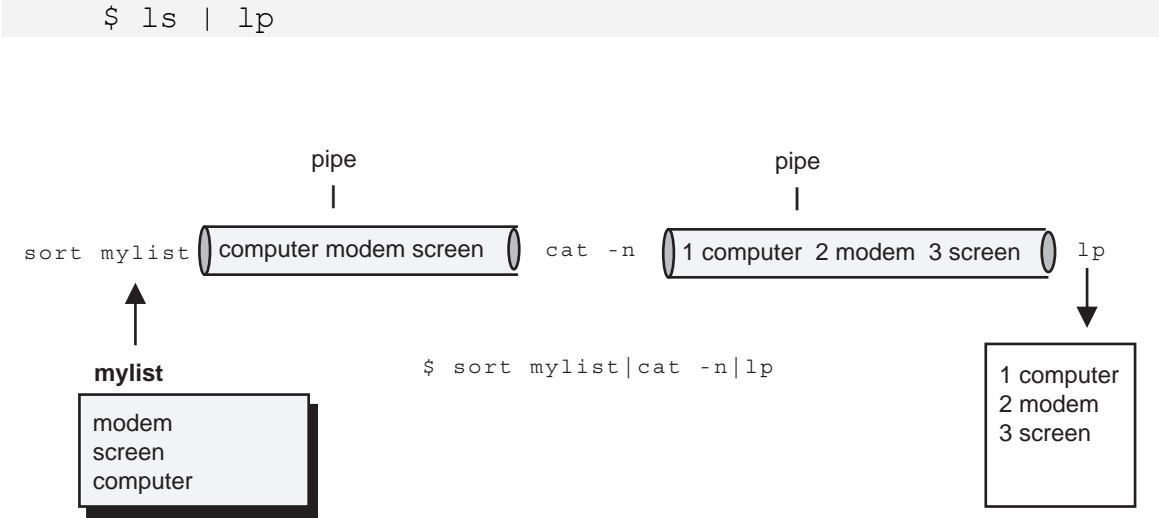 $ ls | lp
pipe
pipe
sort mylist
computer modem screen
cat -n
1 computer 2 modem 3 screen
lp
$ sort mylist|cat -n|lp
mylist
modem
screen
computer
1 computer
2 modem
3 screen